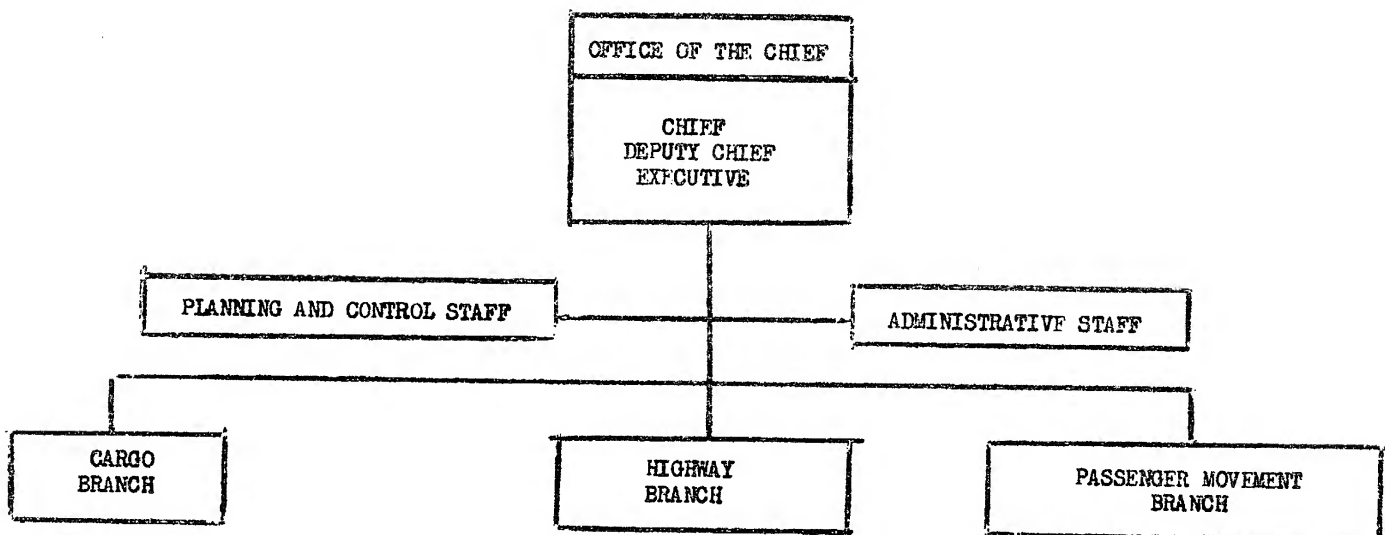 OFFICE OF THE CHIEF
CHIEF
DEPUTY CHIEF
EXECUTIVE
PLANNING AND CONTROL STAFF
ADMINISTRATIVE STAFF
CARGO
BRANCH
HIGHWAY
BRANCH
PASSENGER MOVEMENT
BRANCH